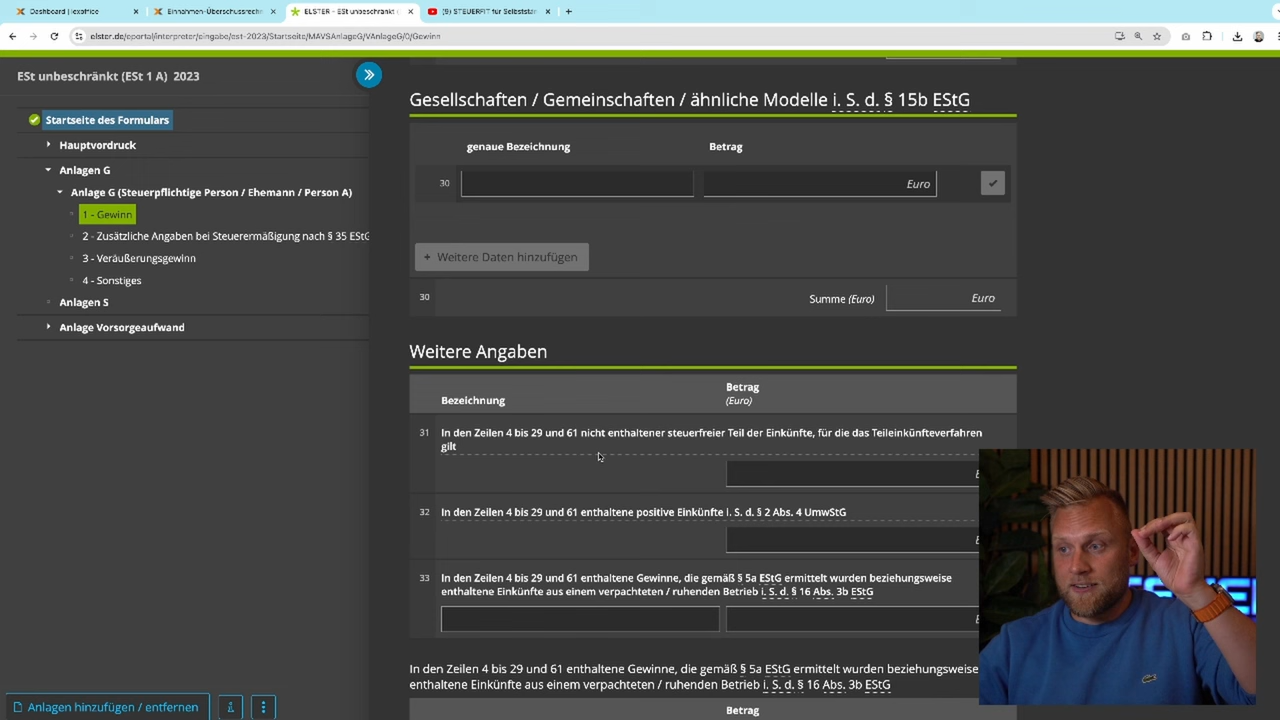 Dashboard | lexoffice
Einnahmen-Überschussrechn
ELSTER - ESt unbeschränkt (
(9) STEUERFIT für Selbststä
elster.de/eportal/interpreter/eingabe/est-2023/Startseite/MAVSAnlageG/VAnlageG/0/Gewinn
ESt unbeschränkt (ESt 1 A) 2023
Startseite des Formulars
Hauptvordruck
Anlagen G
Anlage G (Steuerpflichtige Person / Ehemann / Person A)
1 - Gewinn
2 - Zusätzliche Angaben bei Steuerermäßigung nach § 35 EStG
3 - Veräußerungsgewinn
4 - Sonstiges
Anlagen S
Anlage Vorsorgeaufwand
Anlagen hinzufügen / entfernen
Gesellschaften / Gemeinschaften / ähnliche Modelle i. S. d. § 15b EStG
genaue Bezeichnung Betrag
30 Euro
+ Weitere Daten hinzufügen
30 Summe (Euro) Euro
Weitere Angaben
Bezeichnung Betrag
(Euro)
31 In den Zeilen 4 bis 29 und 61 nicht enthaltener steuerfreier Teil der Einkünfte, für die das Teileinkünfteverfahren
gilt
32 In den Zeilen 4 bis 29 und 61 enthaltene positive Einkünfte i. S. d. § 2 Abs. 4 UmwStG
33 In den Zeilen 4 bis 29 und 61 enthaltene Gewinne, die gemäß § 5a EStG ermittelt wurden beziehungsweise
enthaltene Einkünfte aus einem verpachteten / ruhenden Betrieb i. S. d. § 16 Abs. 3b EStG
In den Zeilen 4 bis 29 und 61 enthaltene Gewinne, die gemäß § 5a EStG ermittelt wurden beziehungsweise
enthaltene Einkünfte aus einem verpachteten / ruhenden Betrieb i. S. d. § 16 Abs. 3b EStG
Betrag